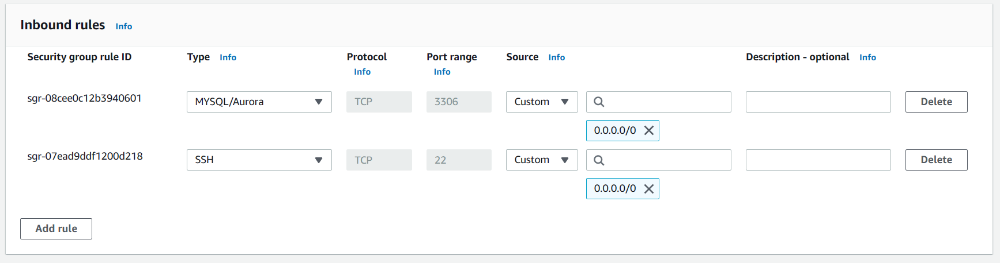 Inbound rules Info
Security group rule ID Type Info Protocol Info Port range Info Source Info Description - optional Info
sgr-08cee0c12b3940601 MYSQL/Aurora TCP 3306 Custom Delete
0.0.0.0/0
sgr-07ead9ddf1200d218 SSH TCP 22 Custom Delete
0.0.0.0/0
Add rule